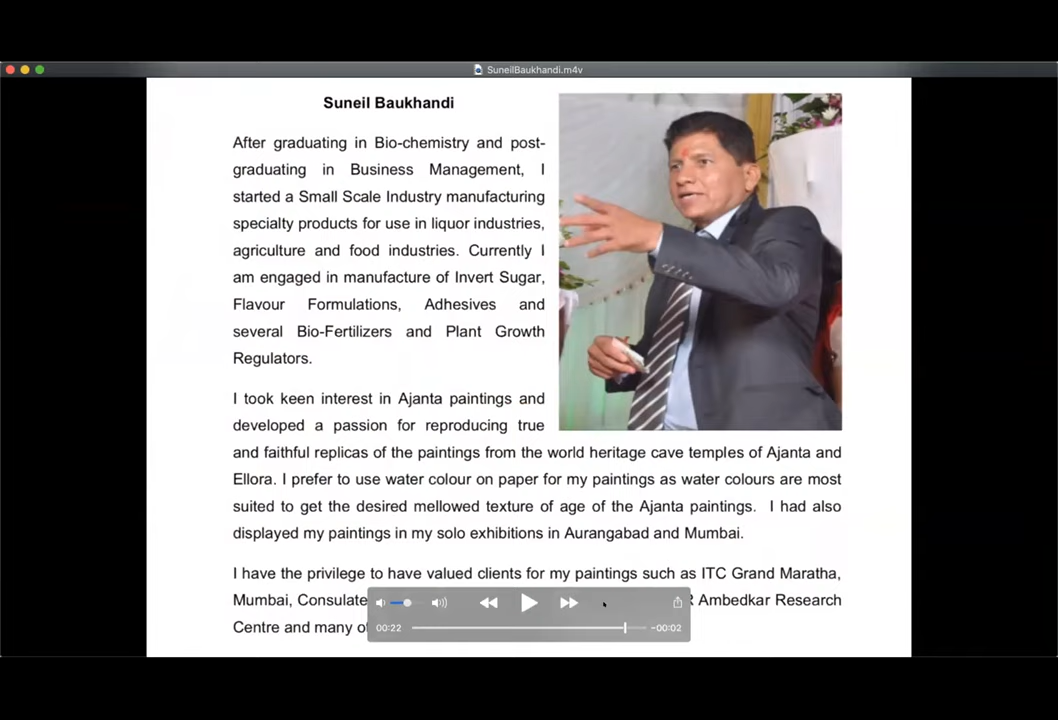 SuneilBaukhandi.m4v
Suneil Baukhandi
After graduating in Bio-chemistry and post-
graduating in Business Management, I
started a Small Scale Industry manufacturing
specialty products for use in liquor industries,
agriculture and food industries. Currently I
am engaged in manufacture of Invert Sugar,
Flavour Formulations, Adhesives and
several Bio-Fertilizers and Plant Growth
Regulators.
I took keen interest in Ajanta paintings and
developed a passion for reproducing true
and faithful replicas of the paintings from the world heritage cave temples of Ajanta and
Ellora. I prefer to use water colour on paper for my paintings as water colours are most
suited to get the desired mellowed texture of age of the Ajanta paintings. I had also
displayed my paintings in my solo exhibitions in Aurangabad and Mumbai.
I have the privilege to have valued clients for my paintings such as ITC Grand Maratha,
Mumbai, Consulate Ambedkar Research
Centre and many
00:22 -00:02